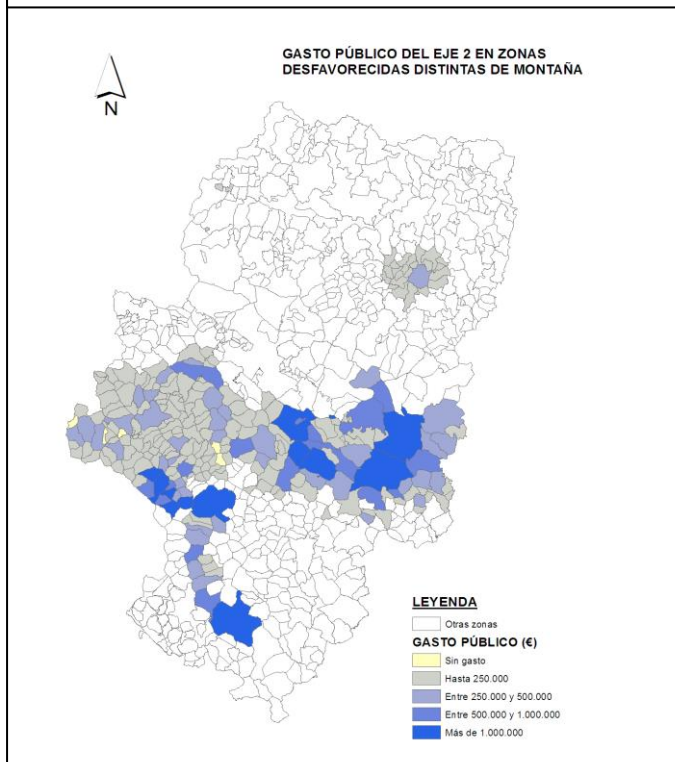 GASTO PÚBLICO DEL EJE 2 EN ZONAS
DESFAVORECIDAS DISTINTAS DE MONTAÑA
N
LEYENDA
Otras zonas
GASTO PÚBLICO (€)
Sin gasto
Hasta 250.000
Entre 250.000 y 500.000
Entre 500.000 y 1.000.000
Más de 1.000.000